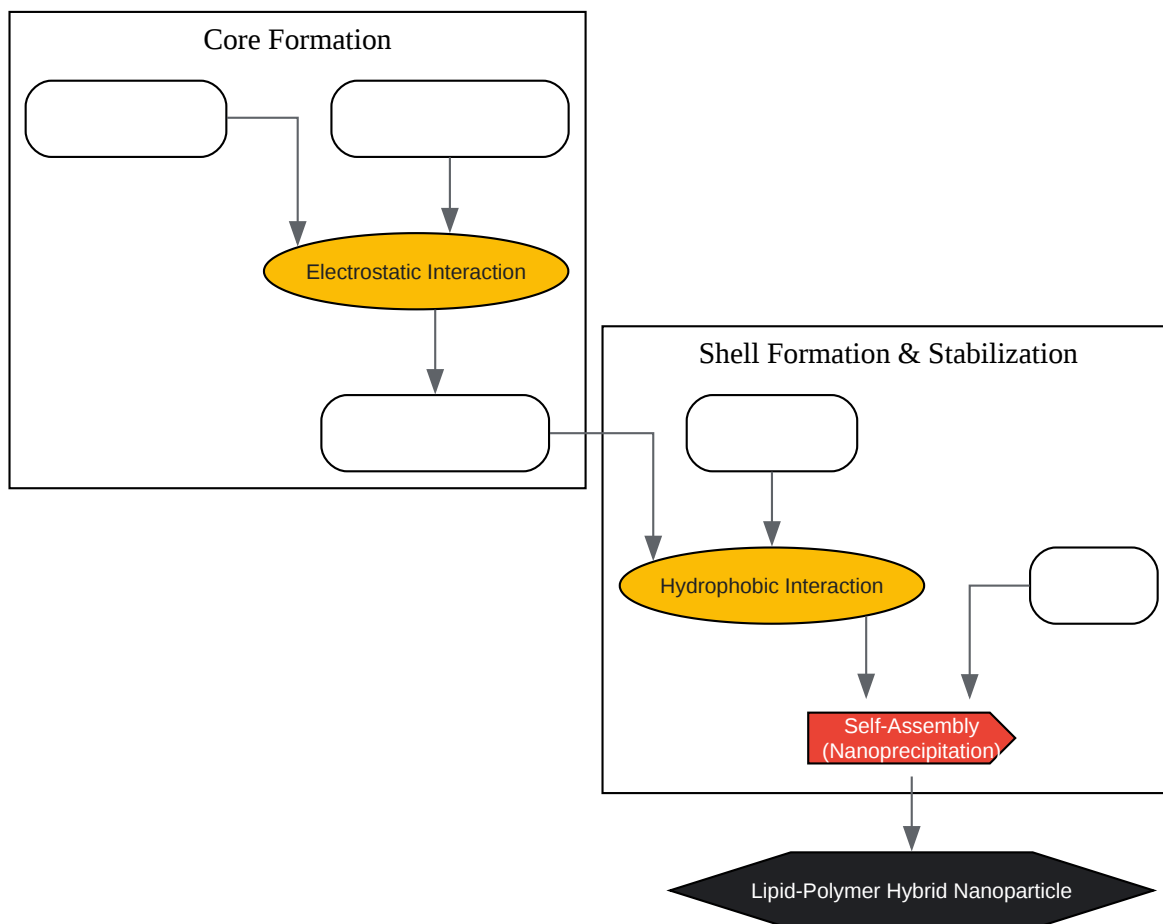 Core Formation
Electrostatic Interaction
Shell Formation & Stabilization
Hydrophobic Interaction
Self-Assembly
(Nanoprecipitation)
Lipid-Polymer Hybrid Nanoparticle